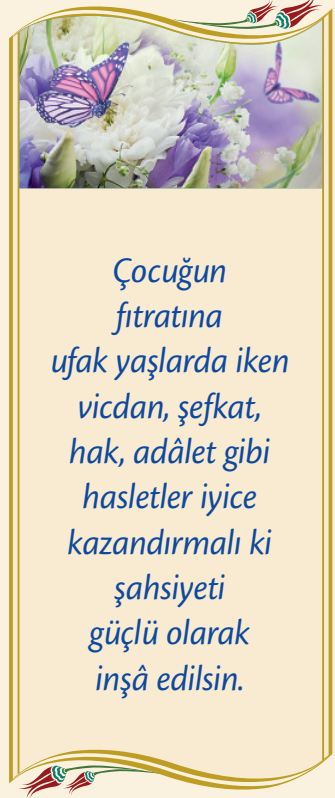 Çocuğun
fıtratına
ufak yaşlarda iken
vicdan, şefkat,
hak, adâlet gibi
hasletler iyice
kazandırmalı ki
şahsiyeti
güçlü olarak
inşâ edilsin.